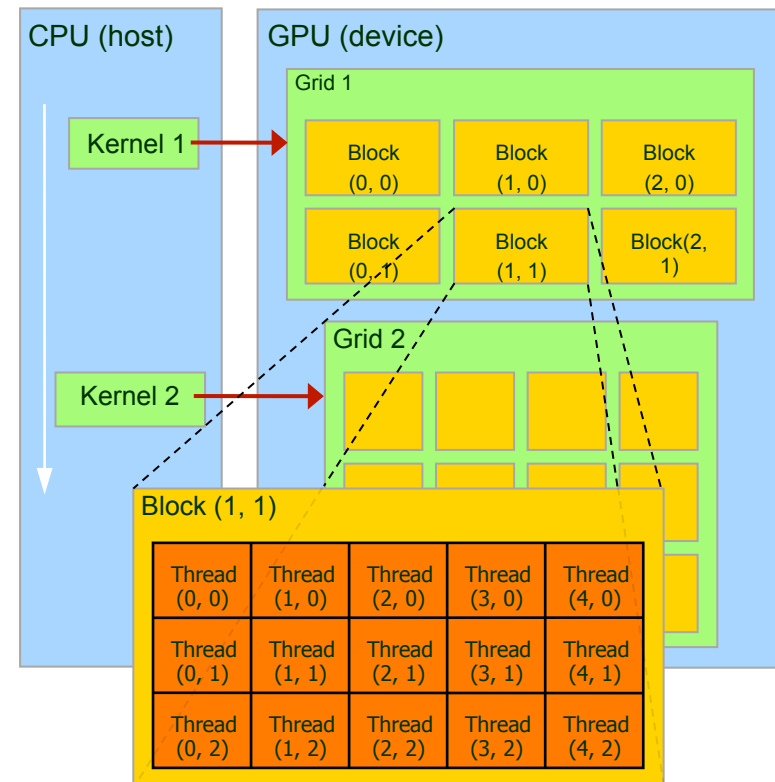 CPU (host)
GPU (device)
Grid 1
Kernel 1
Block
(0, 0)
Block
(1, 0)
Block
(2, 0)
Block
(0, 1)
Block
(1, 1)
Block(2,
1)
Grid 2
Kernel 2
Block (1, 1)
Thread
(0, 0)
Thread
(1, 0)
Thread
(2, 0)
Thread
(3, 0)
Thread
(4, 0)
Thread
(0, 1)
Thread
(1, 1)
Thread
(2, 1)
Thread
(3, 1)
Thread
(4, 1)
Thread
(0, 2)
Thread
(1, 2)
Thread
(2, 2)
Thread
(3, 2)
Thread
(4, 2)